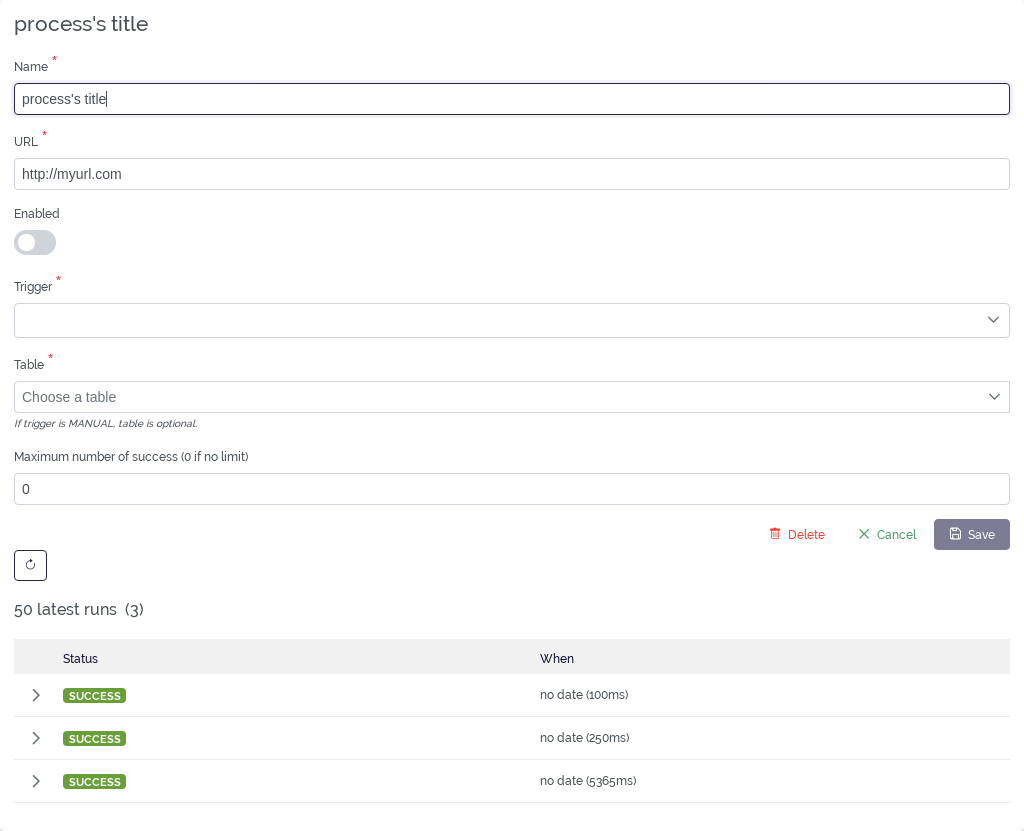 process's title
Name *
process's title
URL *
http://myurl.com
Enabled
Trigger *
Table *
Choose a table
If trigger is MANUAL, table is optional.
Maximum number of success (0 if no limit)
0
Delete Cancel Save
50 latest runs (3)
Status When
SUCCESS no date (100ms)
SUCCESS no date (250ms)
SUCCESS no date (5365ms)